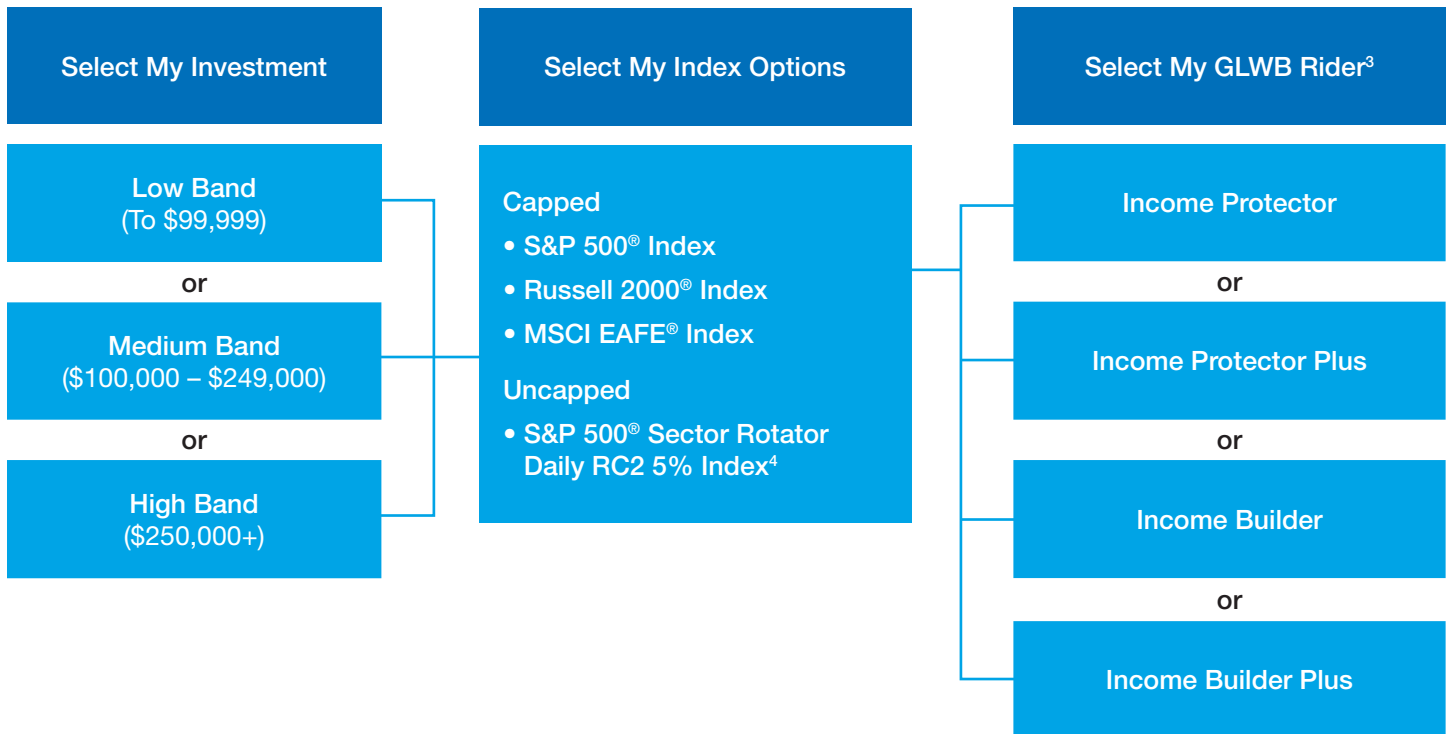 Select My Investment
Low Band
(To $99,999)
or
Medium Band
($100,000 – $249,000)
or
High Band
($250,000+)
Select My Index Options
Capped
• S&P 500® Index
• Russell 2000® Index
• MSCI EAFE® Index
Uncapped
• S&P 500® Sector Rotator
Daily RC2 5% Index⁴
Select My GLWB Rider³
Income Protector
or
Income Protector Plus
or
Income Builder
or
Income Builder Plus